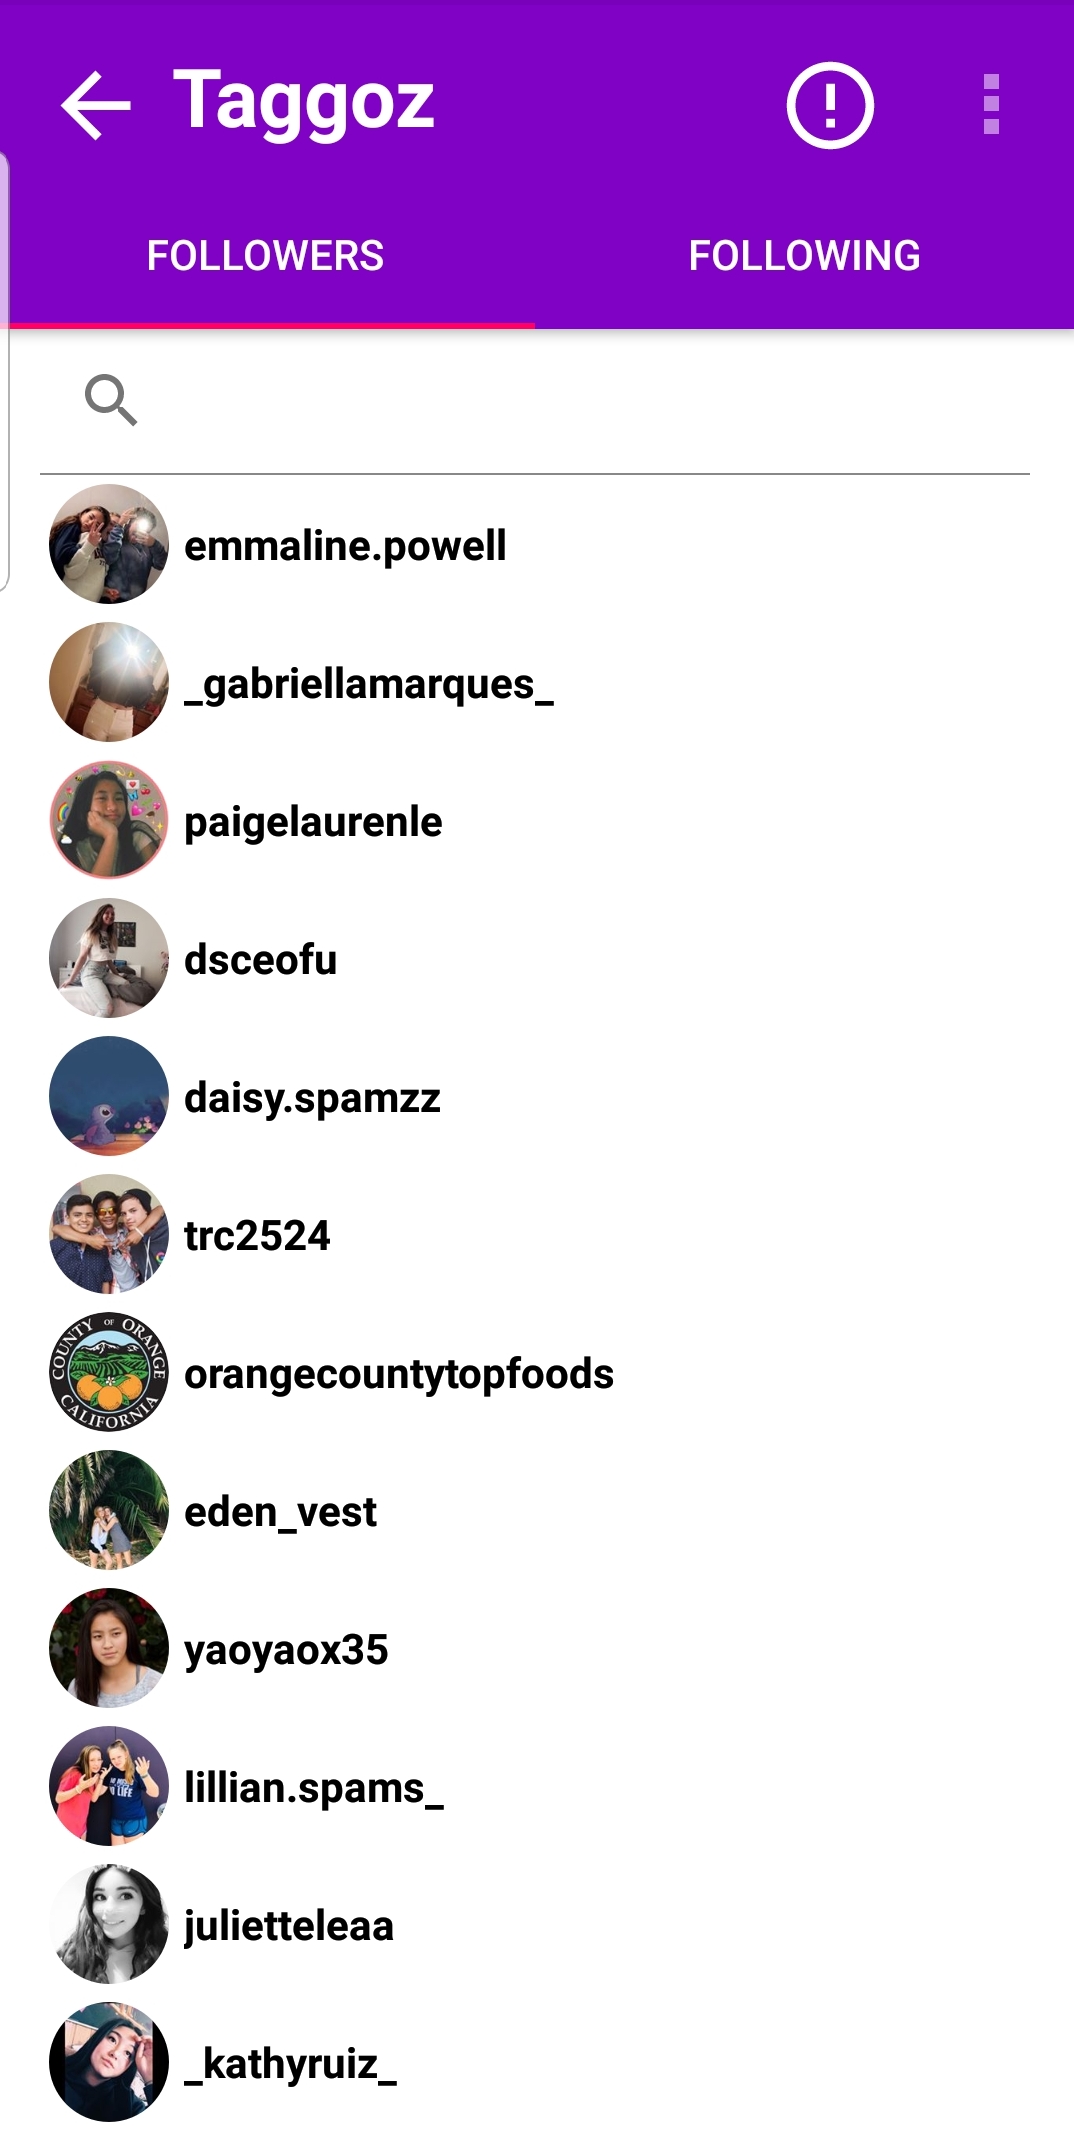 Taggoz
FOLLOWERS
FOLLOWING
emmaline.powell
_gabriellamarques_
paigelaurenle
dsceofu
daisy.spamzz
trc2524
COUNTY OF ORANGE
CALIFORNIA
orangecountytopfoods
eden_vest
yaoyaox35
LIFE
lillian.spams_
julietteleaa
_kathyruiz_